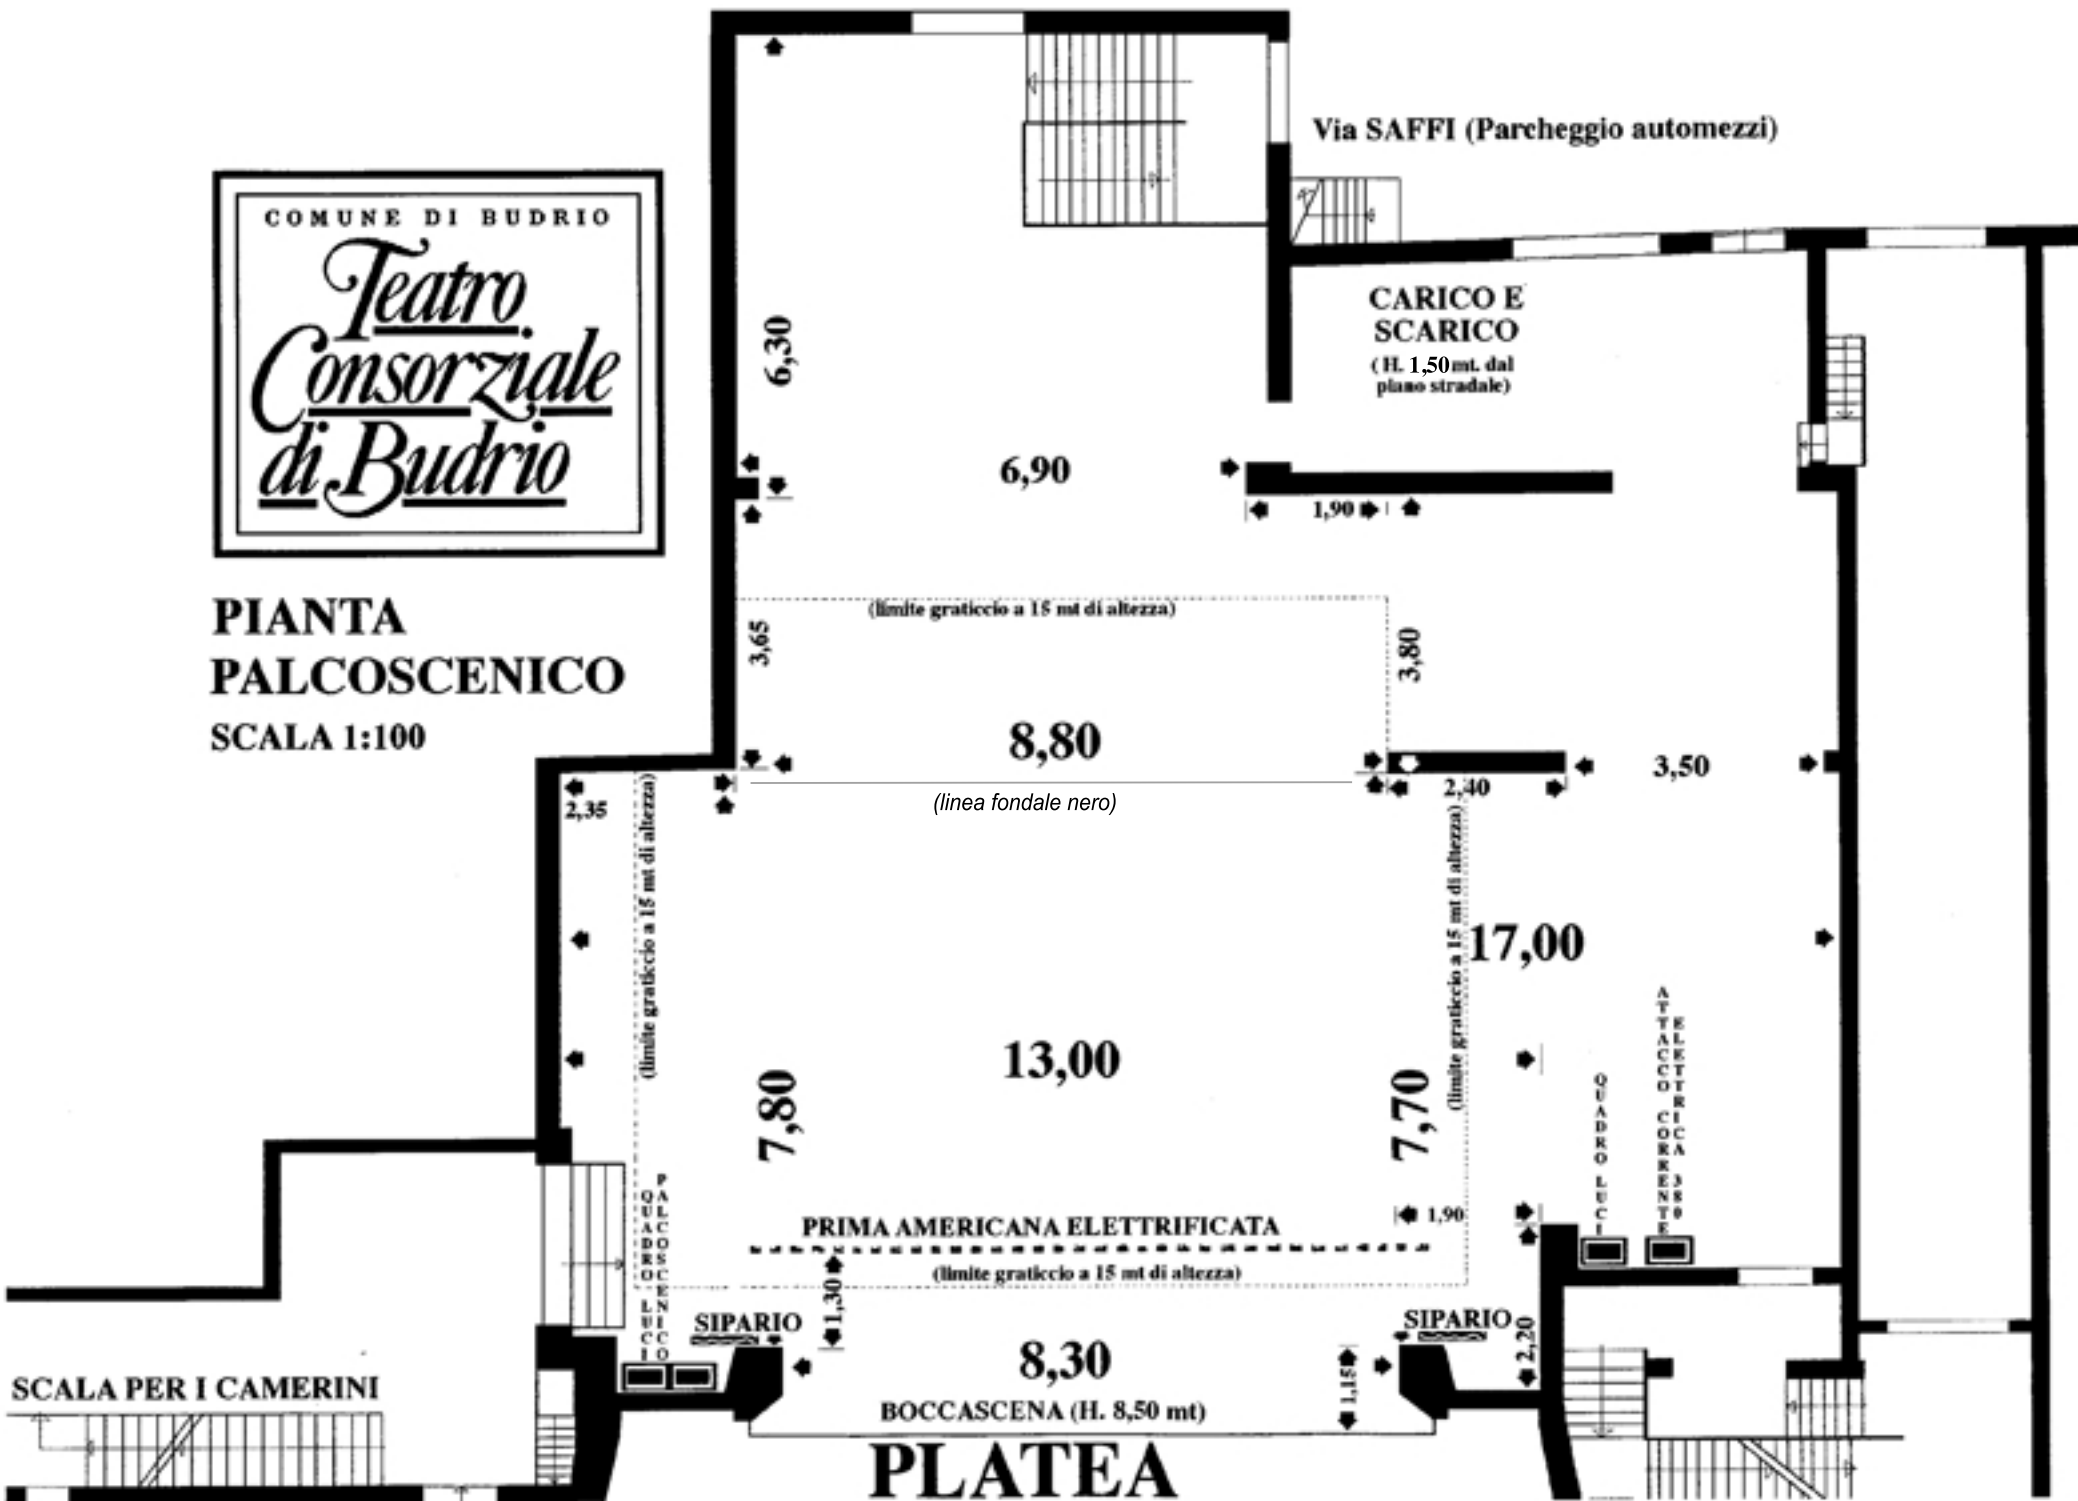 Via SAFFI (Parcheggio automezzi)
COMUNE DI BUDRIO
Teatro
Consorziale
di Budrio
CARICO E
SCARICO
( H. 1,50 mt. dal
piano stradale)
6,30
6,90
1,90
PIANTA
PALCOSCENICO
SCALA 1:100
(limite graticcio a 15 mt di altezza)
3,65
3,80
8,80
3,50
2,35
2,40
(linea fondale nero)
(limite graticcio a 15 mt di altezza)
(limite graticcio a 15 mt di altezza)
17,00
13,00
7,80
7,70
QUADRO LUCI
ATTACCO CORRENTE
ELETTRICA 380
QUADRO LUCI
PALCOSCENICO
1,90
PRIMA AMERICANA ELETTRIFICATA
(limite graticcio a 15 mt di altezza)
1,30
SIPARIO
SIPARIO
2,20
8,30
1,15
SCALA PER I CAMERINI
BOCCASCENA (H. 8,50 mt)
PLATEA